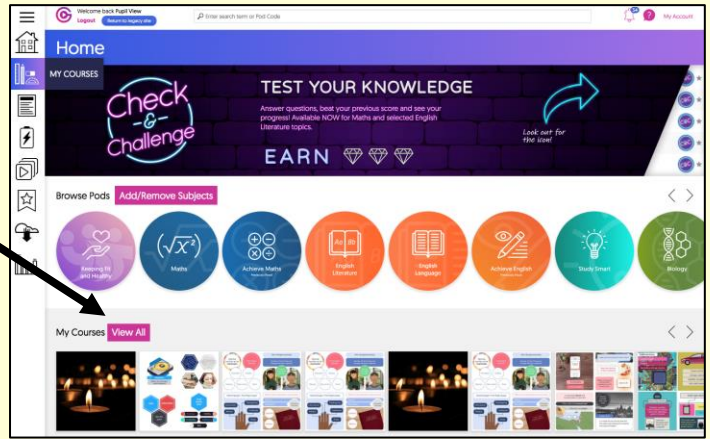 Welcome back Pupil View
Logout Return to legacy site
Enter search term or Pod Code
My Account
Home
MY COURSES
Check
&
Challenge
TEST YOUR KNOWLEDGE
Answer questions, beat your previous score and see your
progress! Available NOW for Maths and selected English
Literature topics.
EARN
Look out for
the icon!
Browse Pods Add/Remove Subjects
Keeping Fit
and Healthy
(√x²)
Maths
Achieve Maths
Aa Bb
English
Literature
English
Language
Achieve English
Study Smart
Biology
My Courses View All